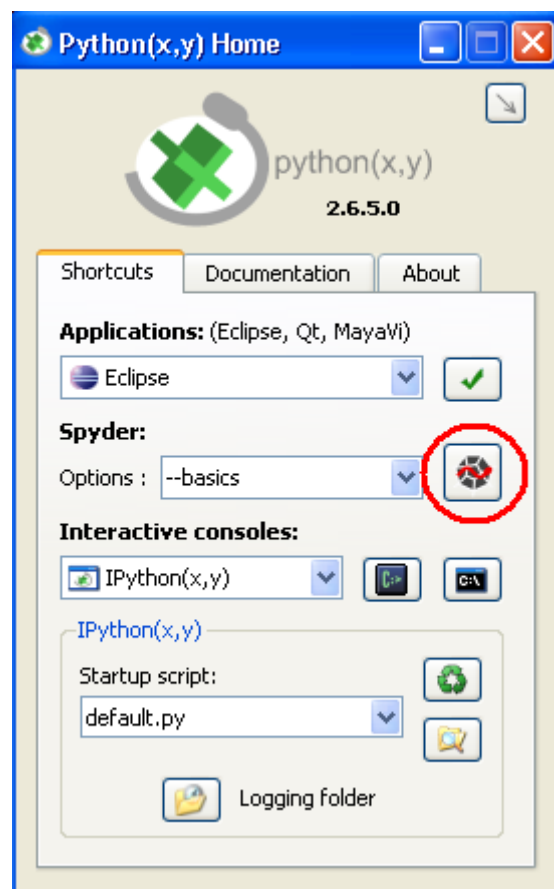 Python(x,y) Home
python(x,y)
2.6.5.0
Shortcuts Documentation About
Applications: (Eclipse, Qt, MayaVi)
Eclipse
Spyder:
Options : --basics
Interactive consoles:
IPython(x,y) C:> C:\
IPython(x,y)
Startup script:
default.py
Logging folder